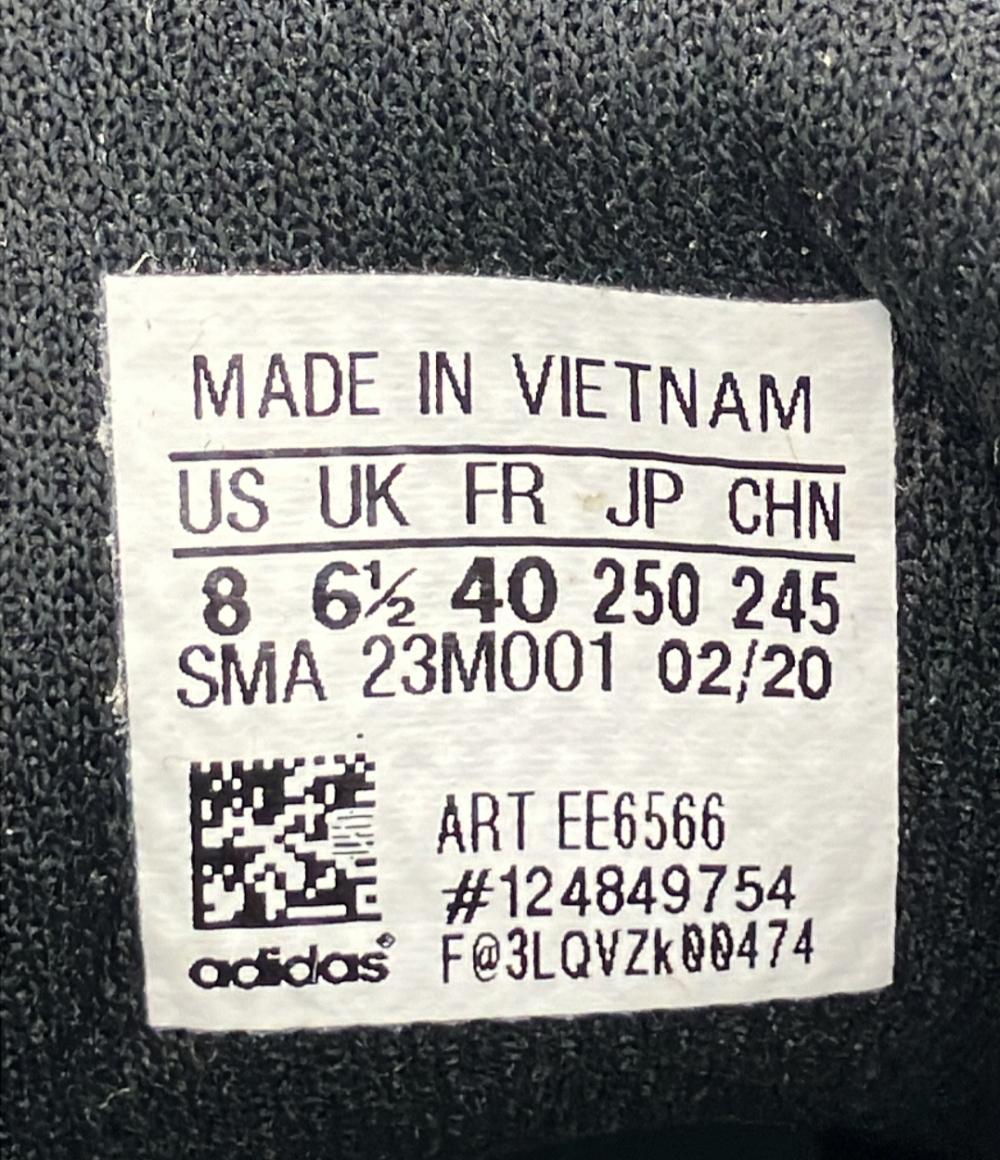 MADE IN VIETNAM
US UK FR JP CHN
8 6½ 40 250 245
SMA 23M001 02/20
ART EE6566
#124849754
F@3LQVZk00474
adidas®